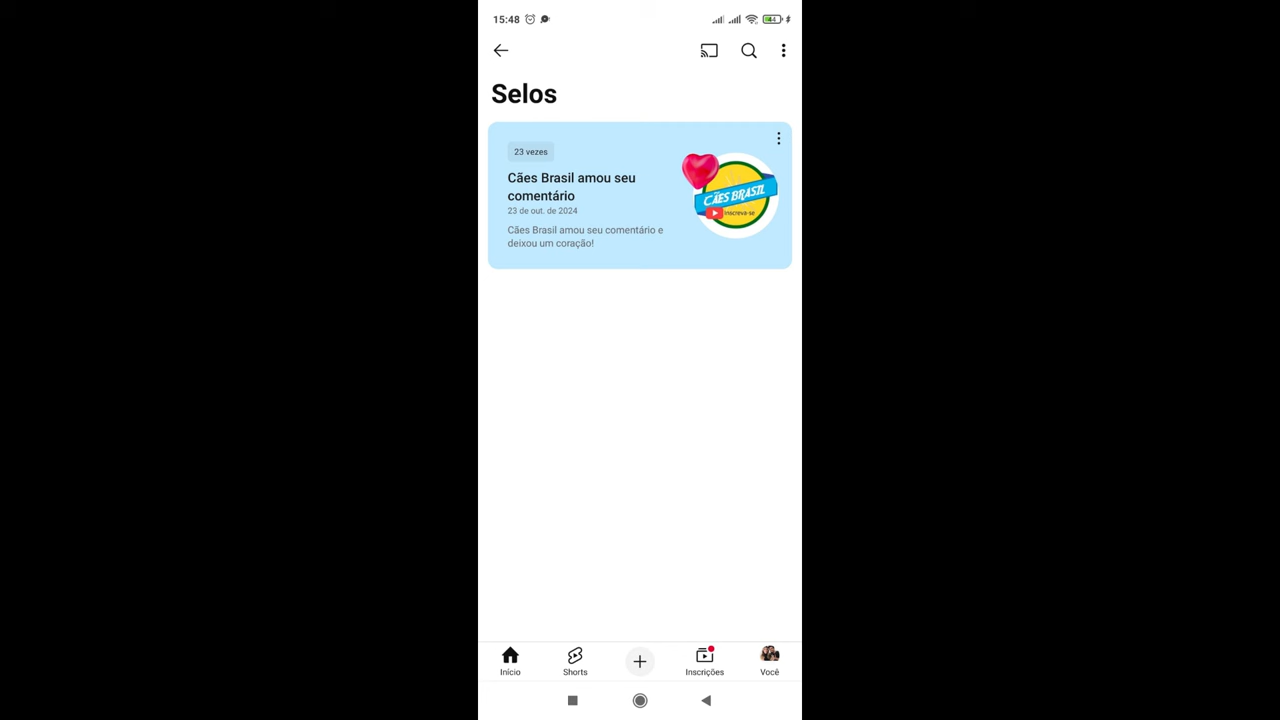 15:48
44
Selos
23 vezes
Cães Brasil amou seu
comentário
23 de out. de 2024
Cães Brasil amou seu comentário e
deixou um coração!
CÃES BRASIL
Inscreva-se
Início
Shorts
Inscrições
Você